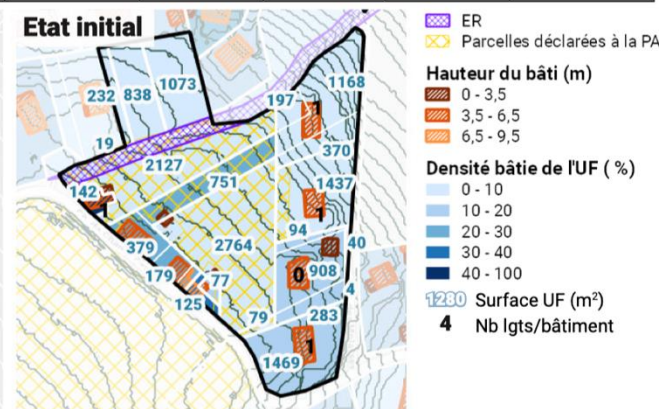 Etat initial
232
838
1073
197
1168
1
19
2127
370
142
751
1437
1
1
94
379
2764
40
179
77
0
908
125
4
79
283
1
1469
ER
Parcelles déclarées à la PA
Hauteur du bâti (m)
0 - 3,5
3,5 - 6,5
6,5 - 9,5
Densité bâtie de l'UF ( %)
0 - 10
10 - 20
20 - 30
30 - 40
40 - 100
1280 Surface UF (m²)
4 Nb lgts/bâtiment